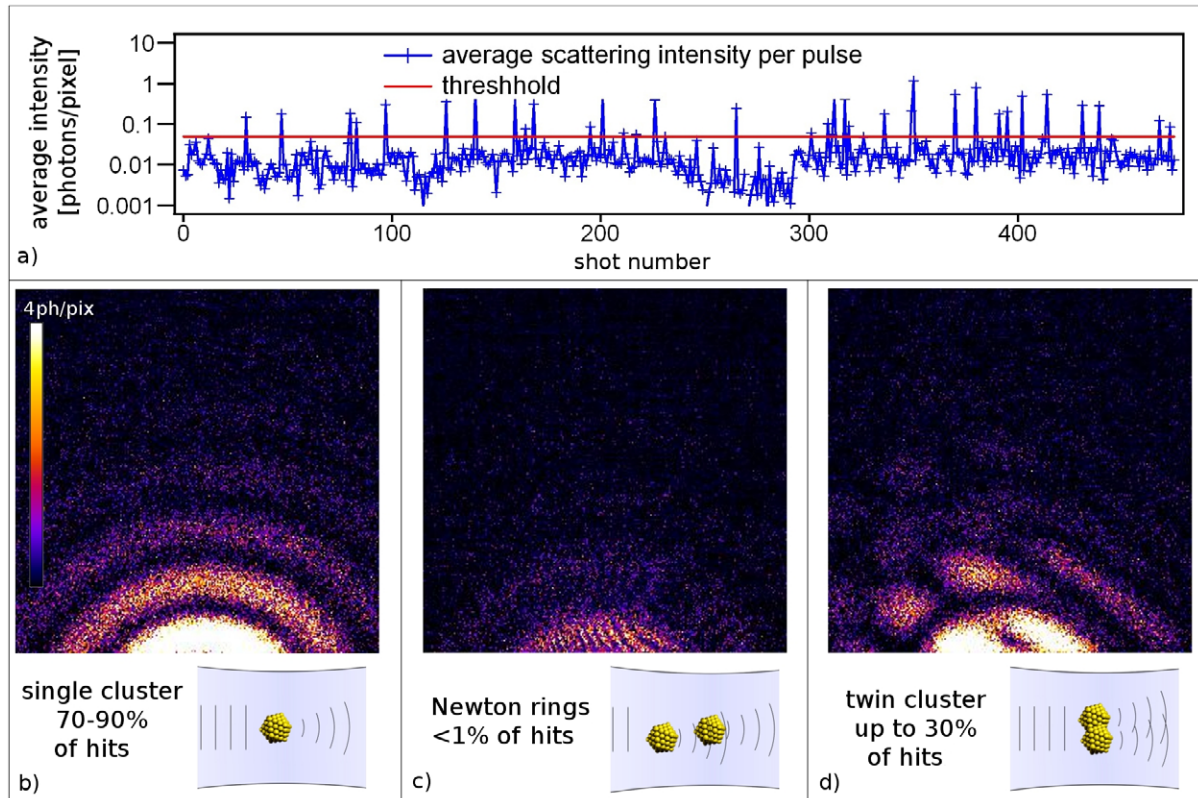 average intensity
[photons/pixel]
10
1
0.1
0.01
0.001
average scattering intensity per pulse
threshhold
0 100 200 300 400
shot number
a)
4ph/pix
single cluster
70-90%
of hits
b)
Newton rings
<1% of hits
c)
twin cluster
up to 30%
of hits
d)